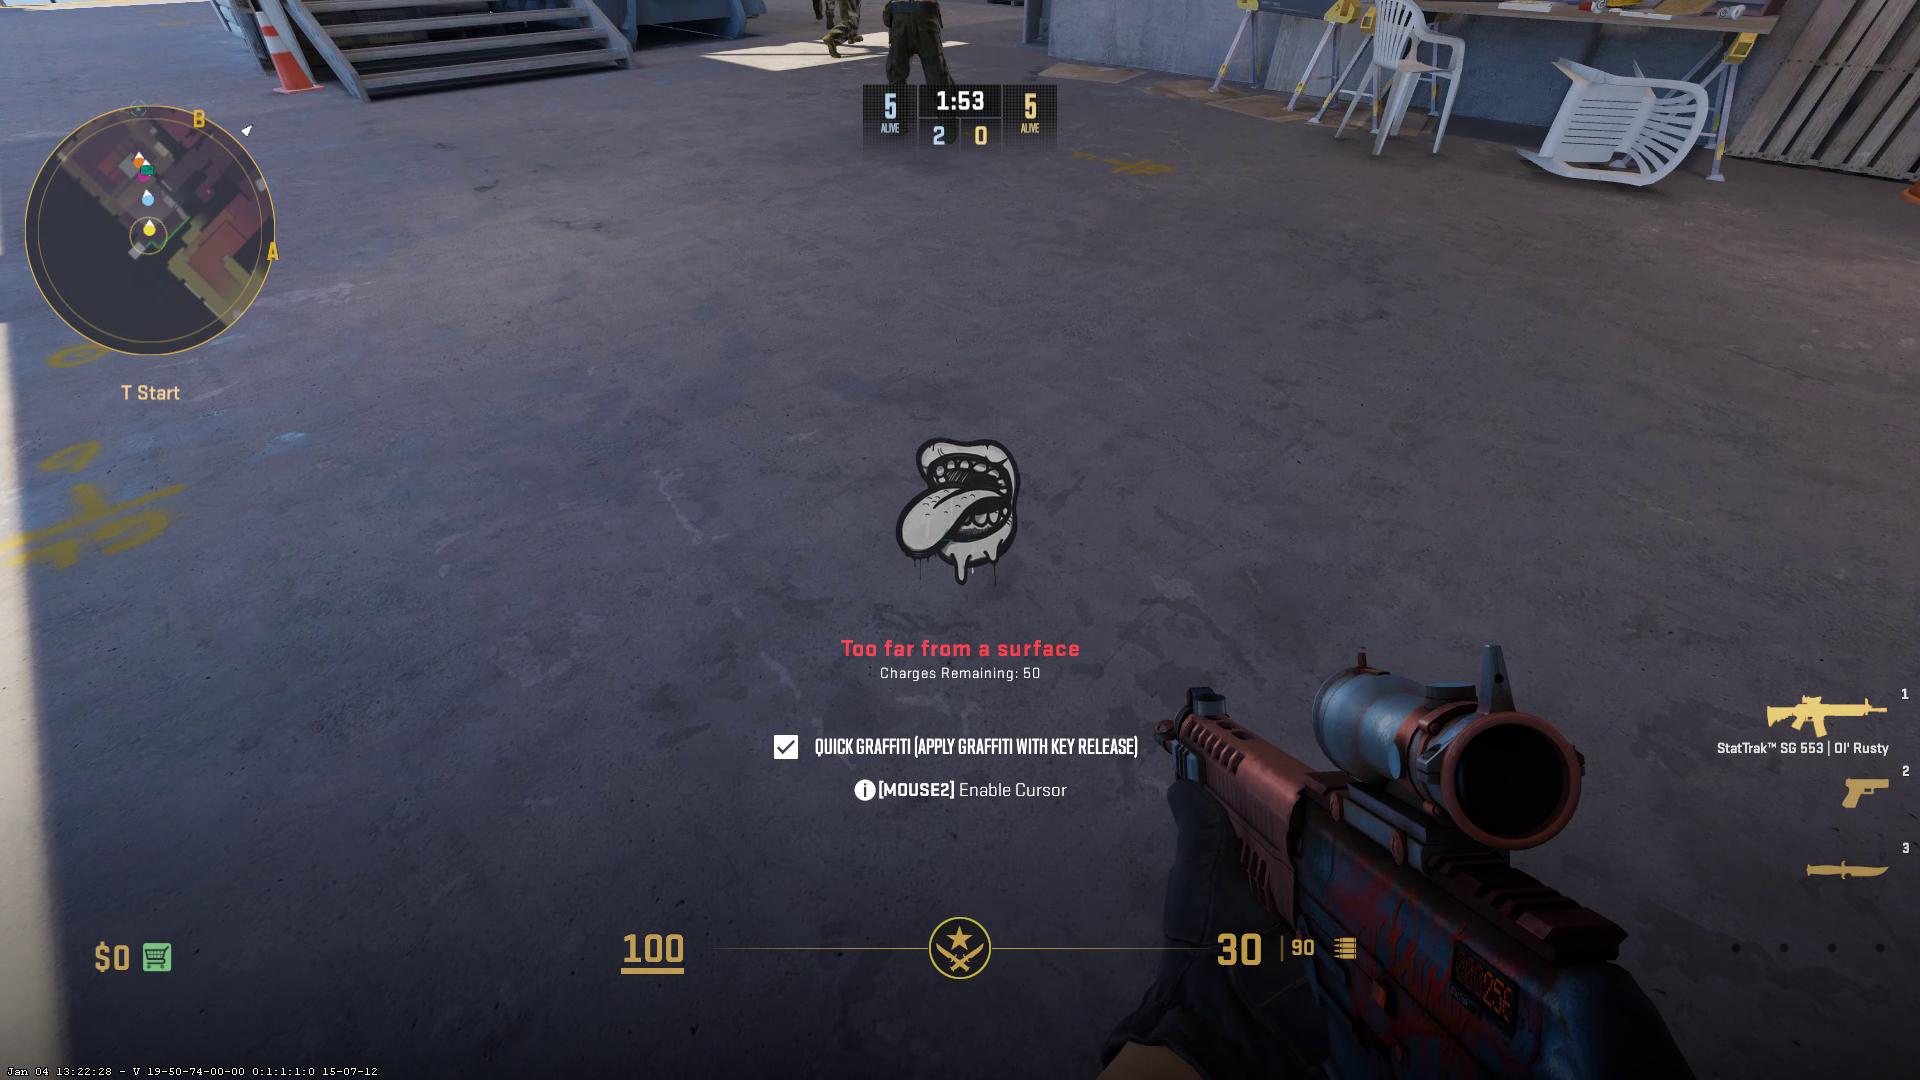 5
ALIVE
1:53
5
ALIVE
2
0
B
A
T Start
Too far from a surface
Charges Remaining: 50
QUICK GRAFFITI (APPLY GRAFFITI WITH KEY RELEASE)
[MOUSE2] Enable Cursor
1
StatTrak™ SG 553 | Ol' Rusty
2
3
$0
100
30
90
Jan 04 13:22:28 - V 19-50-74-00-00 0:1:1:1:0 15-07-12